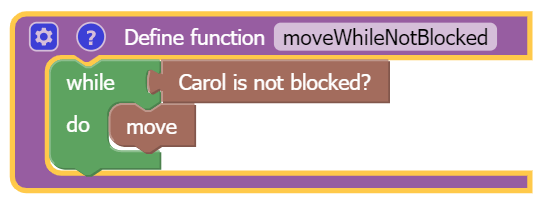 ? Define function moveWhileNotBlocked
while Carol is not blocked?
do move